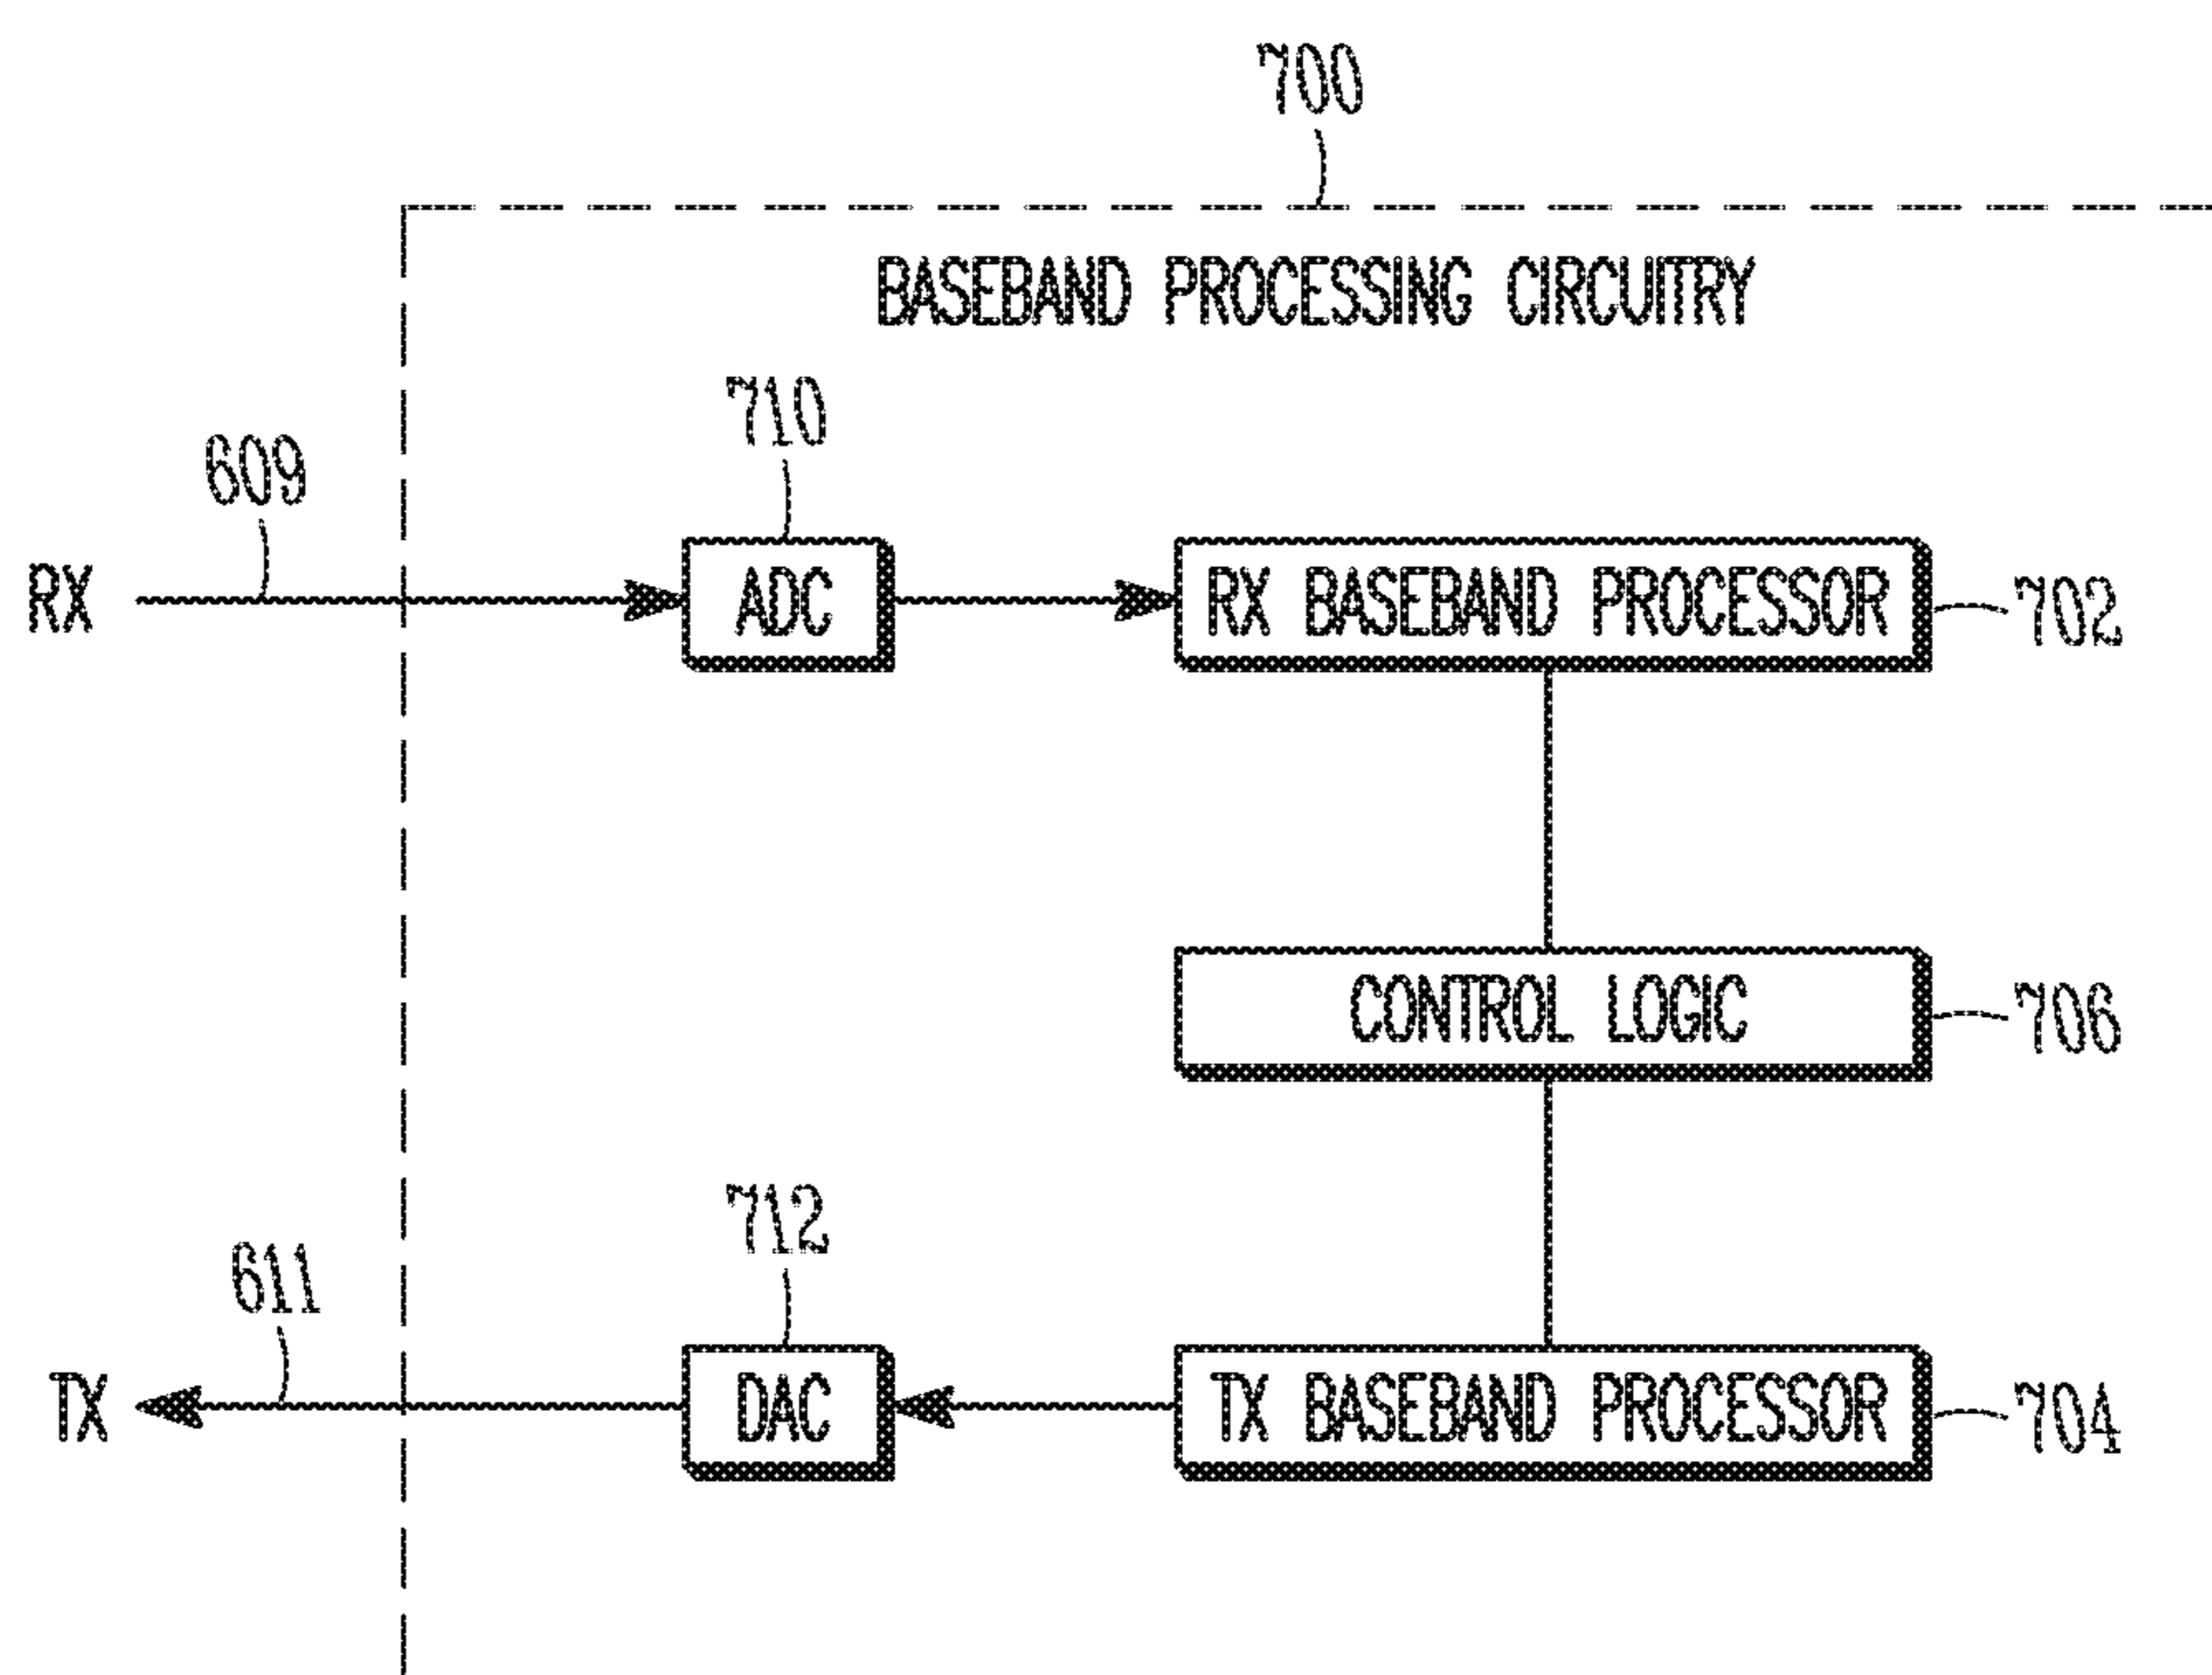 700
BASEBAND PROCESSING CIRCUITRY
710
609
RX
ADC
RX BASEBAND PROCESSOR
702
CONTROL LOGIC
706
712
611
TX
DAC
TX BASEBAND PROCESSOR
704